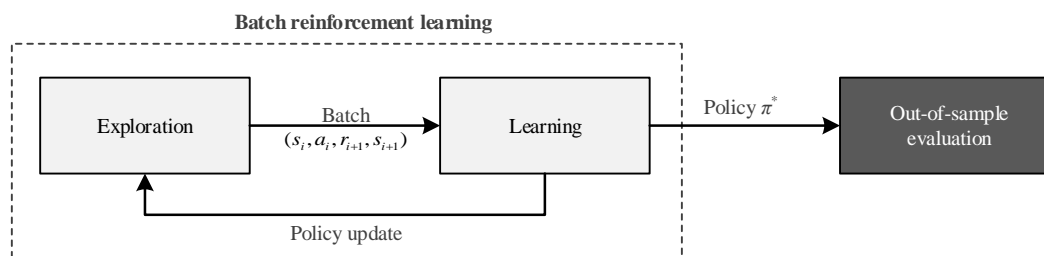 Batch reinforcement learning
Exploration
Batch
(s_i, a_i, r_{i+1}, s_{i+1})
Learning
Policy π*
Out-of-sample
evaluation
Policy update